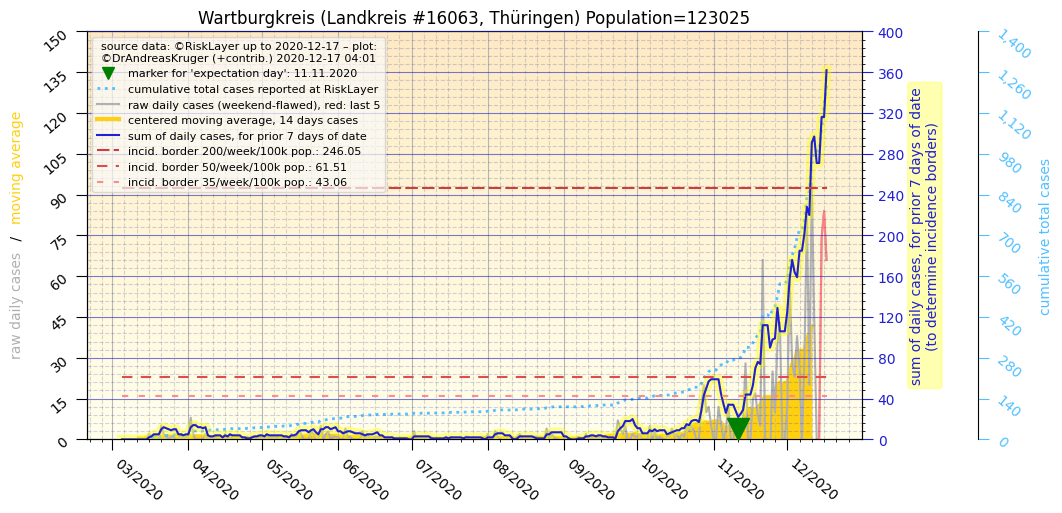 Wartburgkreis (Landkreis #16063, Thüringen) Population=123025
source data: ©RiskLayer up to 2020-12-17 – plot:
©DrAndreasKruger (+contrib.) 2020-12-17 04:01
marker for 'expectation day': 11.11.2020
cumulative total cases reported at RiskLayer
raw daily cases (weekend-flawed), red: last 5
centered moving average, 14 days cases
sum of daily cases, for prior 7 days of date
incid. border 200/week/100k pop.: 246.05
incid. border 50/week/100k pop.: 61.51
incid. border 35/week/100k pop.: 43.06
raw daily cases / moving average
150
135
120
105
90
75
60
45
30
15
0
03/2020
04/2020
05/2020
06/2020
07/2020
08/2020
09/2020
10/2020
11/2020
12/2020
400
360
320
280
240
200
160
120
80
40
0
sum of daily cases, for prior 7 days of date
(to determine incidence borders)
1,400
1,260
1,120
980
840
700
560
420
280
140
0
cumulative total cases